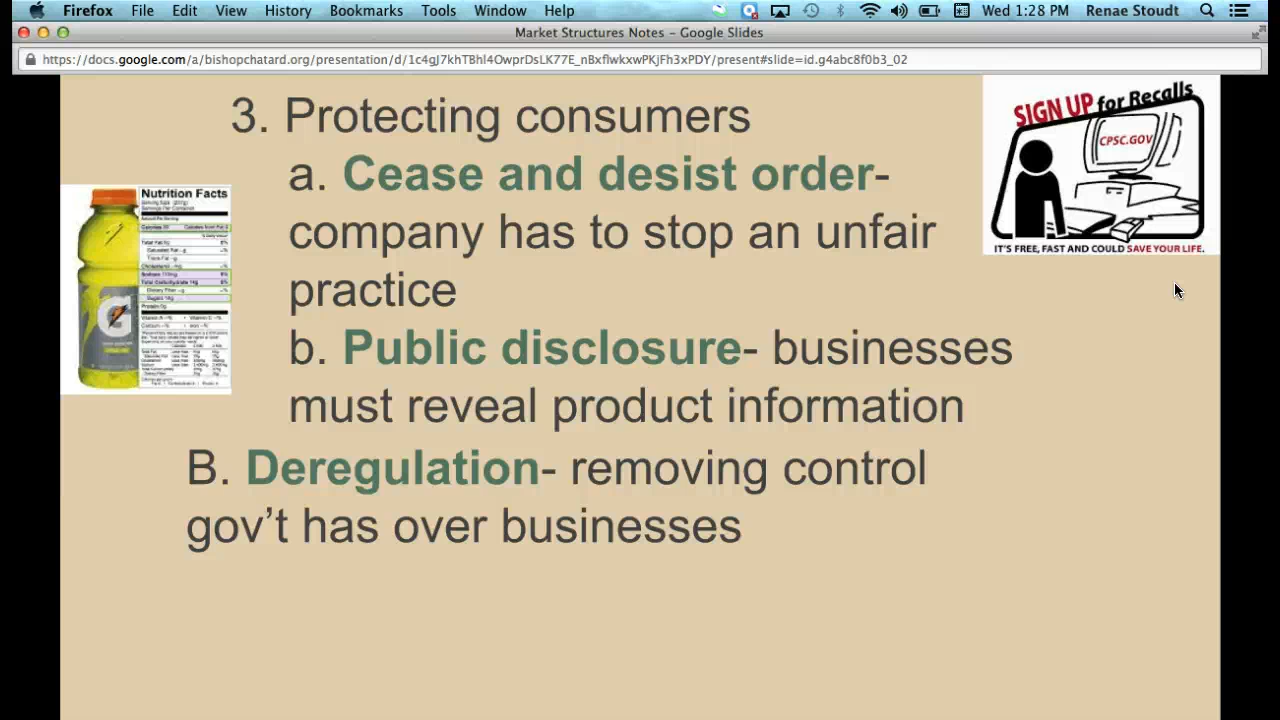 Firefox File Edit View History Bookmarks Tools Window Help Wed 1:28 PM Renae Stoudt
Market Structures Notes – Google Slides
https://docs.google.com/a/bishopchatard.org/presentation/d/1c4gJ7khTBhl4OwprDsLK77E_nBxflwkxwPKjFh3xPDY/present#slide=id.g4abc8f0b3_02
3. Protecting consumers
a. Cease and desist order-
company has to stop an unfair
practice
b. Public disclosure- businesses
must reveal product information
B. Deregulation- removing control
gov’t has over businesses
SIGN UP for Recalls
CPSC.GOV
IT'S FREE, FAST AND COULD SAVE YOUR LIFE.
Nutrition Facts
G